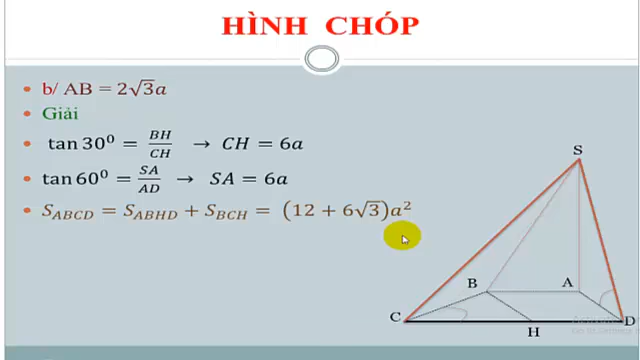 HÌNH CHÓP
b/ AB = 2√3a
Giải
tan 30⁰ = BH/CH → CH = 6a
tan 60⁰ = SA/AD → SA = 6a
S_ABCD = S_ABHD + S_BCH = (12 + 6√3)a²
S
B
A
C
D
H